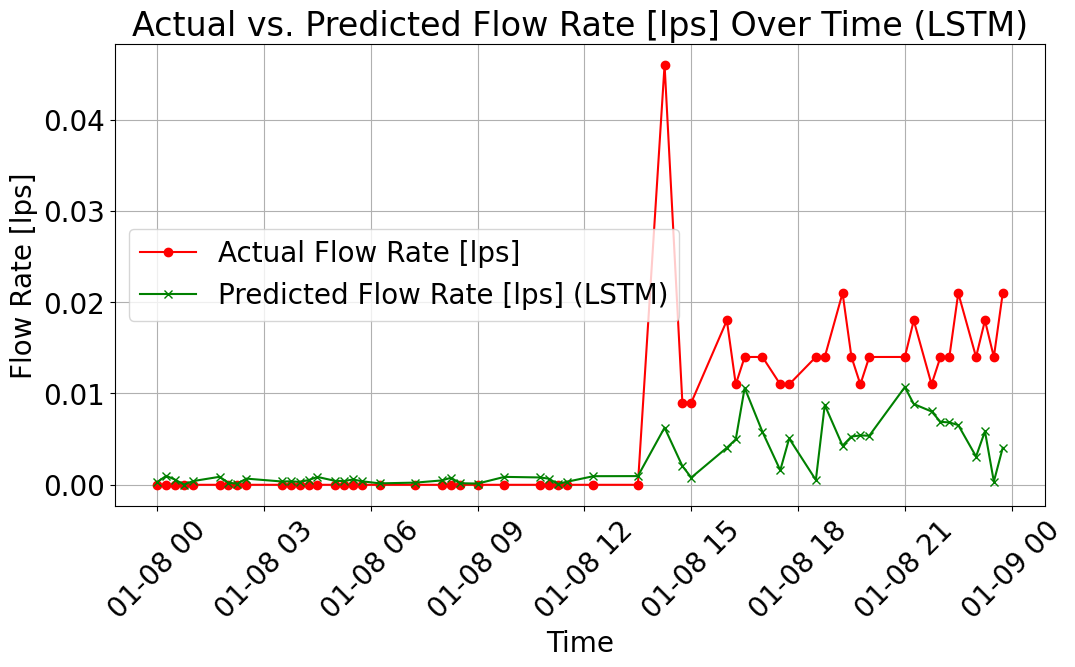 Actual vs. Predicted Flow Rate [lps] Over Time (LSTM)
Flow Rate [lps]
0.04
0.03
0.02
0.01
0.00
Actual Flow Rate [lps]
Predicted Flow Rate [lps] (LSTM)
01-08 00
01-08 03
01-08 06
01-08 09
01-08 12
01-08 15
01-08 18
01-08 21
01-09 00
Time